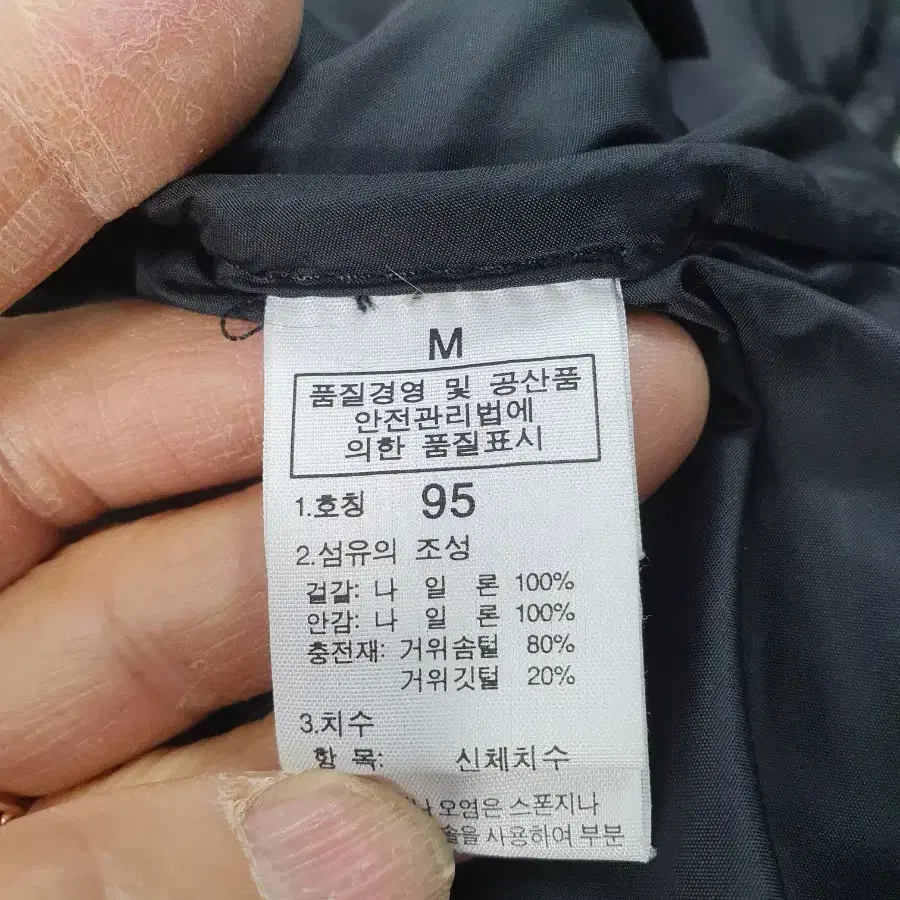 M
품질경영 및 공산품
안전관리법에
의한 품질표시
1.호칭 95
2.섬유의 조성
겉감: 나 일 론 100%
안감: 나 일 론 100%
충전재: 거위솜털 80%
거위깃털 20%
3.치수
항 목: 신체치수
오염은 스폰지나
사용하여 부분